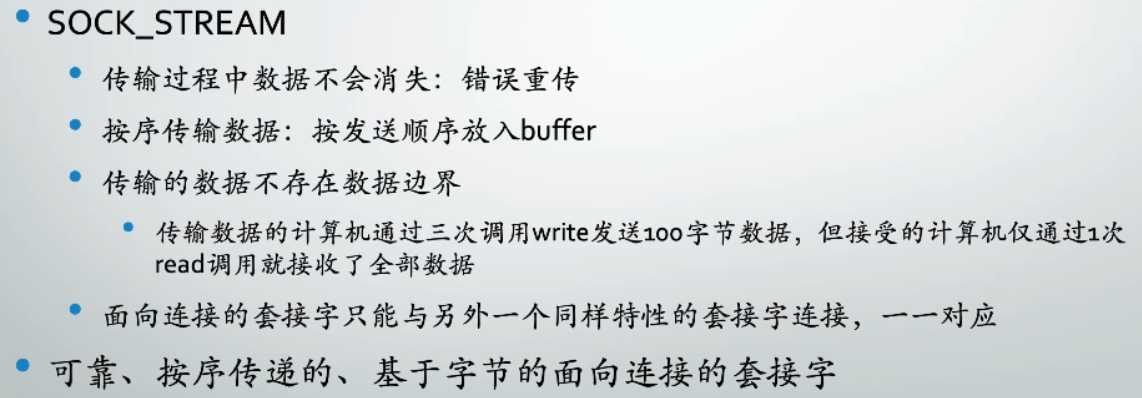 SOCK_STREAM
传输过程中数据不会消失：错误重传
按序传输数据：按发送顺序放入buffer
传输的数据不存在数据边界
传输数据的计算机通过三次调用write发送100字节数据，但接受的计算机仅通过1次
read调用就接收了全部数据
面向连接的套接字只能与另外一个同样特性的套接字连接，一一对应
可靠、按序传递的、基于字节的面向连接的套接字